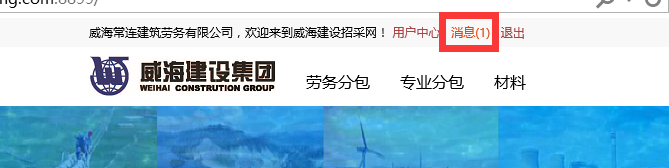 ng.com:8899/
威海常连建筑劳务有限公司，欢迎来到威海建设招采网！ 用户中心 消息(1) 退出
威海建设集团 劳务分包 专业分包 材料
WEIHAI CONSTRUTION GROUP